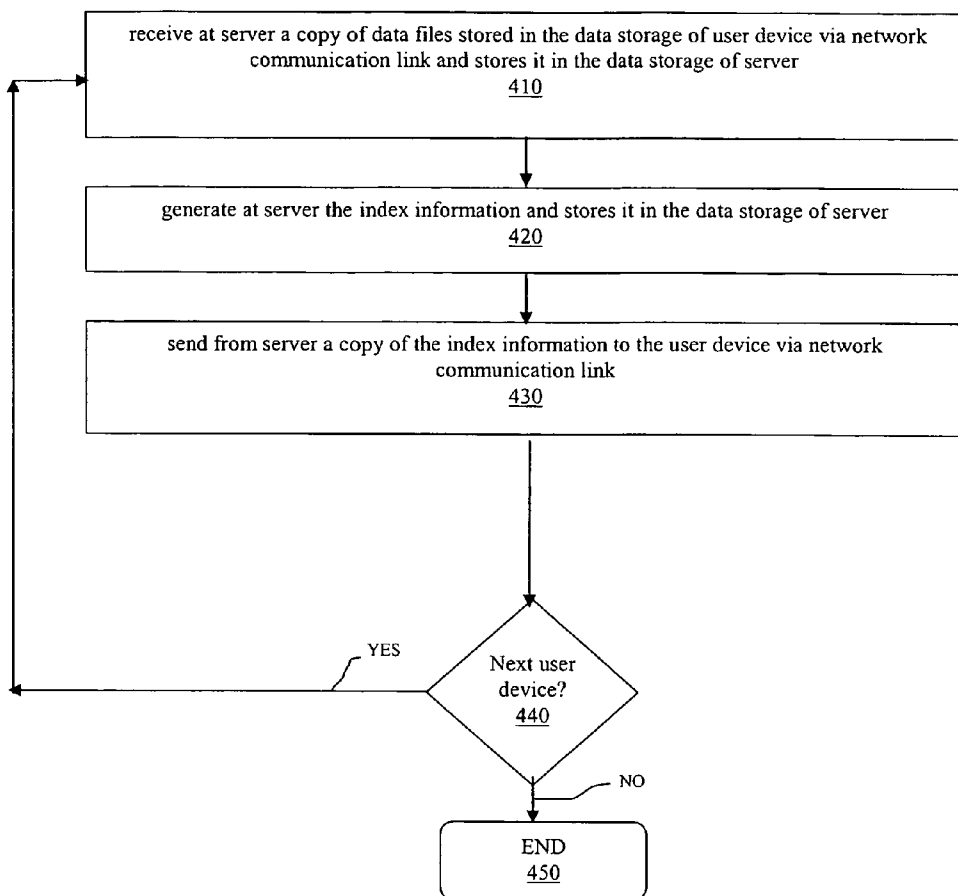 receive at server a copy of data files stored in the data storage of user device via network
communication link and stores it in the data storage of server
410
generate at server the index information and stores it in the data storage of server
420
send from server a copy of the index information to the user device via network
communication link
430
YES
Next user
device?
440
NO
END
450